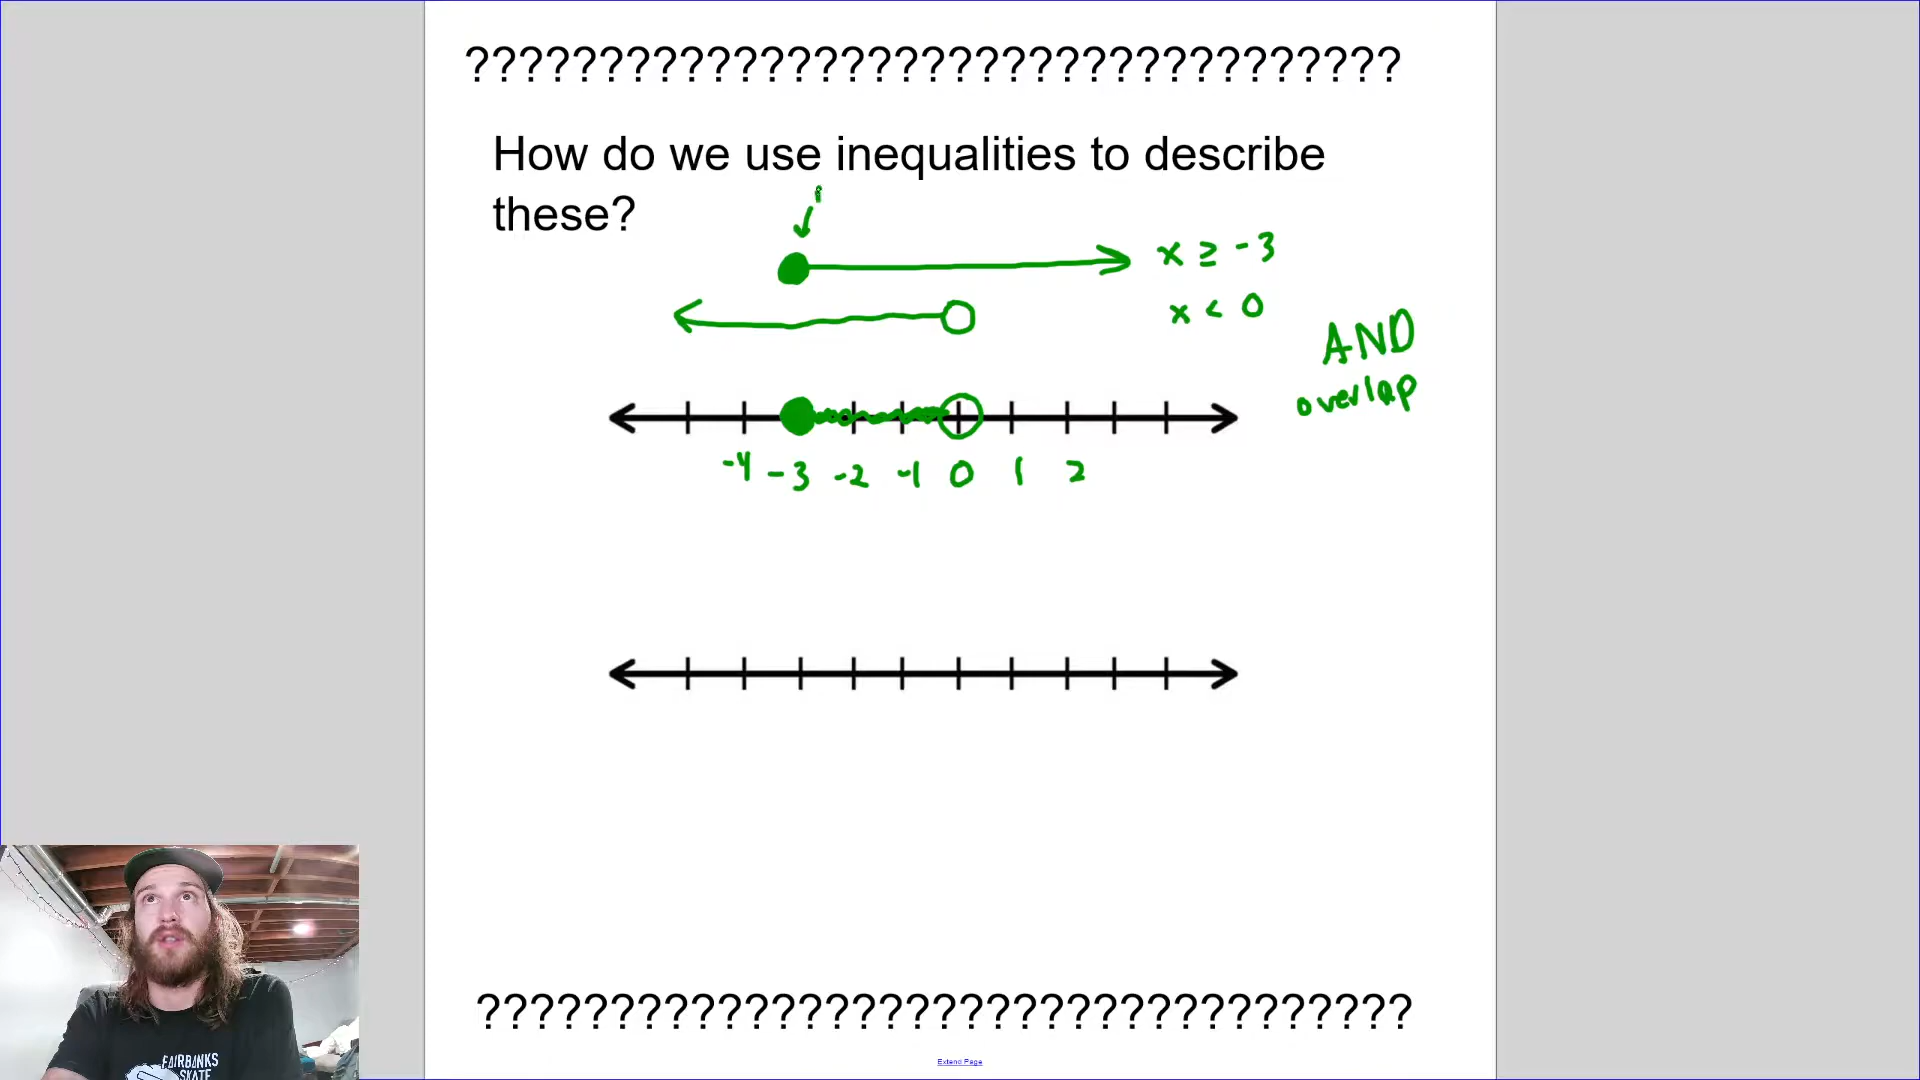 ???????????????????????????????????
How do we use inequalities to describe
these?
x ≥ -3
x < 0
AND
overlap
-4 -3 -2 -1 0 1 2
???????????????????????????????????
Extend Page
FAIRBANKS
SKATE